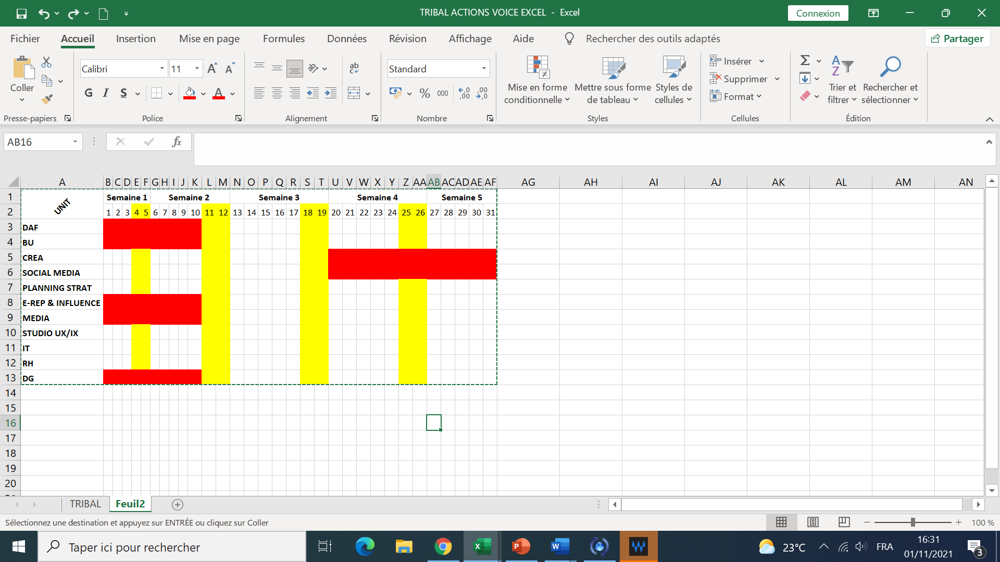 TRIBAL ACTIONS VOICE EXCEL - Excel
Connexion
Fichier Accueil Insertion Mise en page Formules Données Révision Affichage Aide Rechercher des outils adaptés Partager
Coller
Calibri 11
G I S
ab
c
Standard
% 000
,00
,0
Mise en forme conditionnelle
Mettre sous forme de tableau
Styles de cellules
Insérer
Supprimer
Format
Trier et filtrer
Rechercher et sélectionner
Presse-papiers Police Alignement Nombre Styles Cellules Édition
AB16 fx
A B C D E F G H I J K L M N O P Q R S T U V W X Y Z AA AB AC AD AE AF AG AH AI AJ AK AL AM AN
1 UNIT Semaine 1 Semaine 2 Semaine 3 Semaine 4 Semaine 5
2 1 2 3 4 5 6 7 8 9 10 11 12 13 14 15 16 17 18 19 20 21 22 23 24 25 26 27 28 29 30 31
3 DAF
4 BU
5 CREA
6 SOCIAL MEDIA
7 PLANNING STRAT
8 E-REP & INFLUENCE
9 MEDIA
10 STUDIO UX/IX
11 IT
12 RH
13 DG
14
15
16
17
18
19
20
TRIBAL Feuil2
Sélectionnez une destination et appuyez sur ENTRÉE ou cliquez sur Coller
100 %
Taper ici pour rechercher
23°C
FRA
16:31
01/11/2021
3